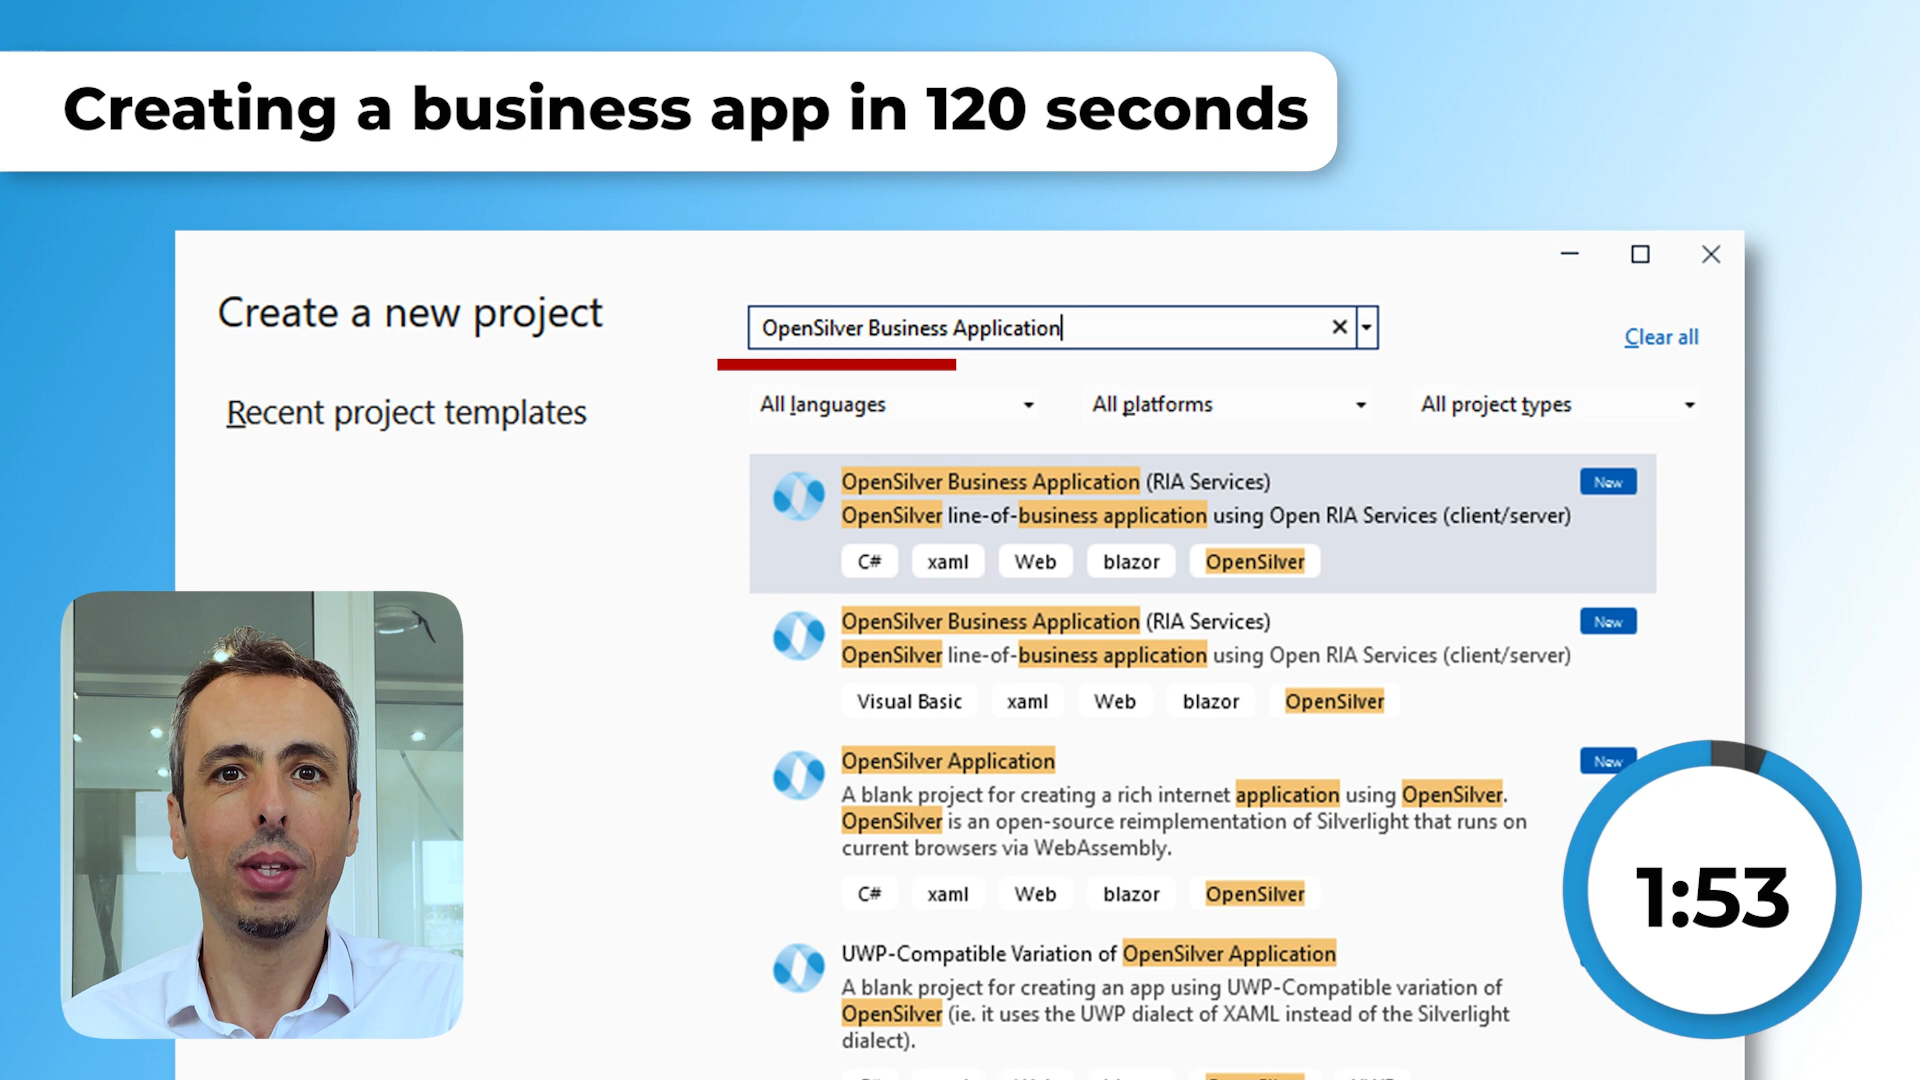 Creating a business app in 120 seconds
Create a new project
OpenSilver Business Application
Clear all
Recent project templates
All languages
All platforms
All project types
OpenSilver Business Application (RIA Services)
New
OpenSilver line-of-business application using Open RIA Services (client/server)
C# xaml Web blazor OpenSilver
OpenSilver Business Application (RIA Services)
New
OpenSilver line-of-business application using Open RIA Services (client/server)
Visual Basic xaml Web blazor OpenSilver
OpenSilver Application
New
A blank project for creating a rich internet application using OpenSilver.
OpenSilver is an open-source reimplementation of Silverlight that runs on
current browsers via WebAssembly.
C# xaml Web blazor OpenSilver
1:53
UWP-Compatible Variation of OpenSilver Application
A blank project for creating an app using UWP-Compatible variation of
OpenSilver (ie. it uses the UWP dialect of XAML instead of the Silverlight
dialect).